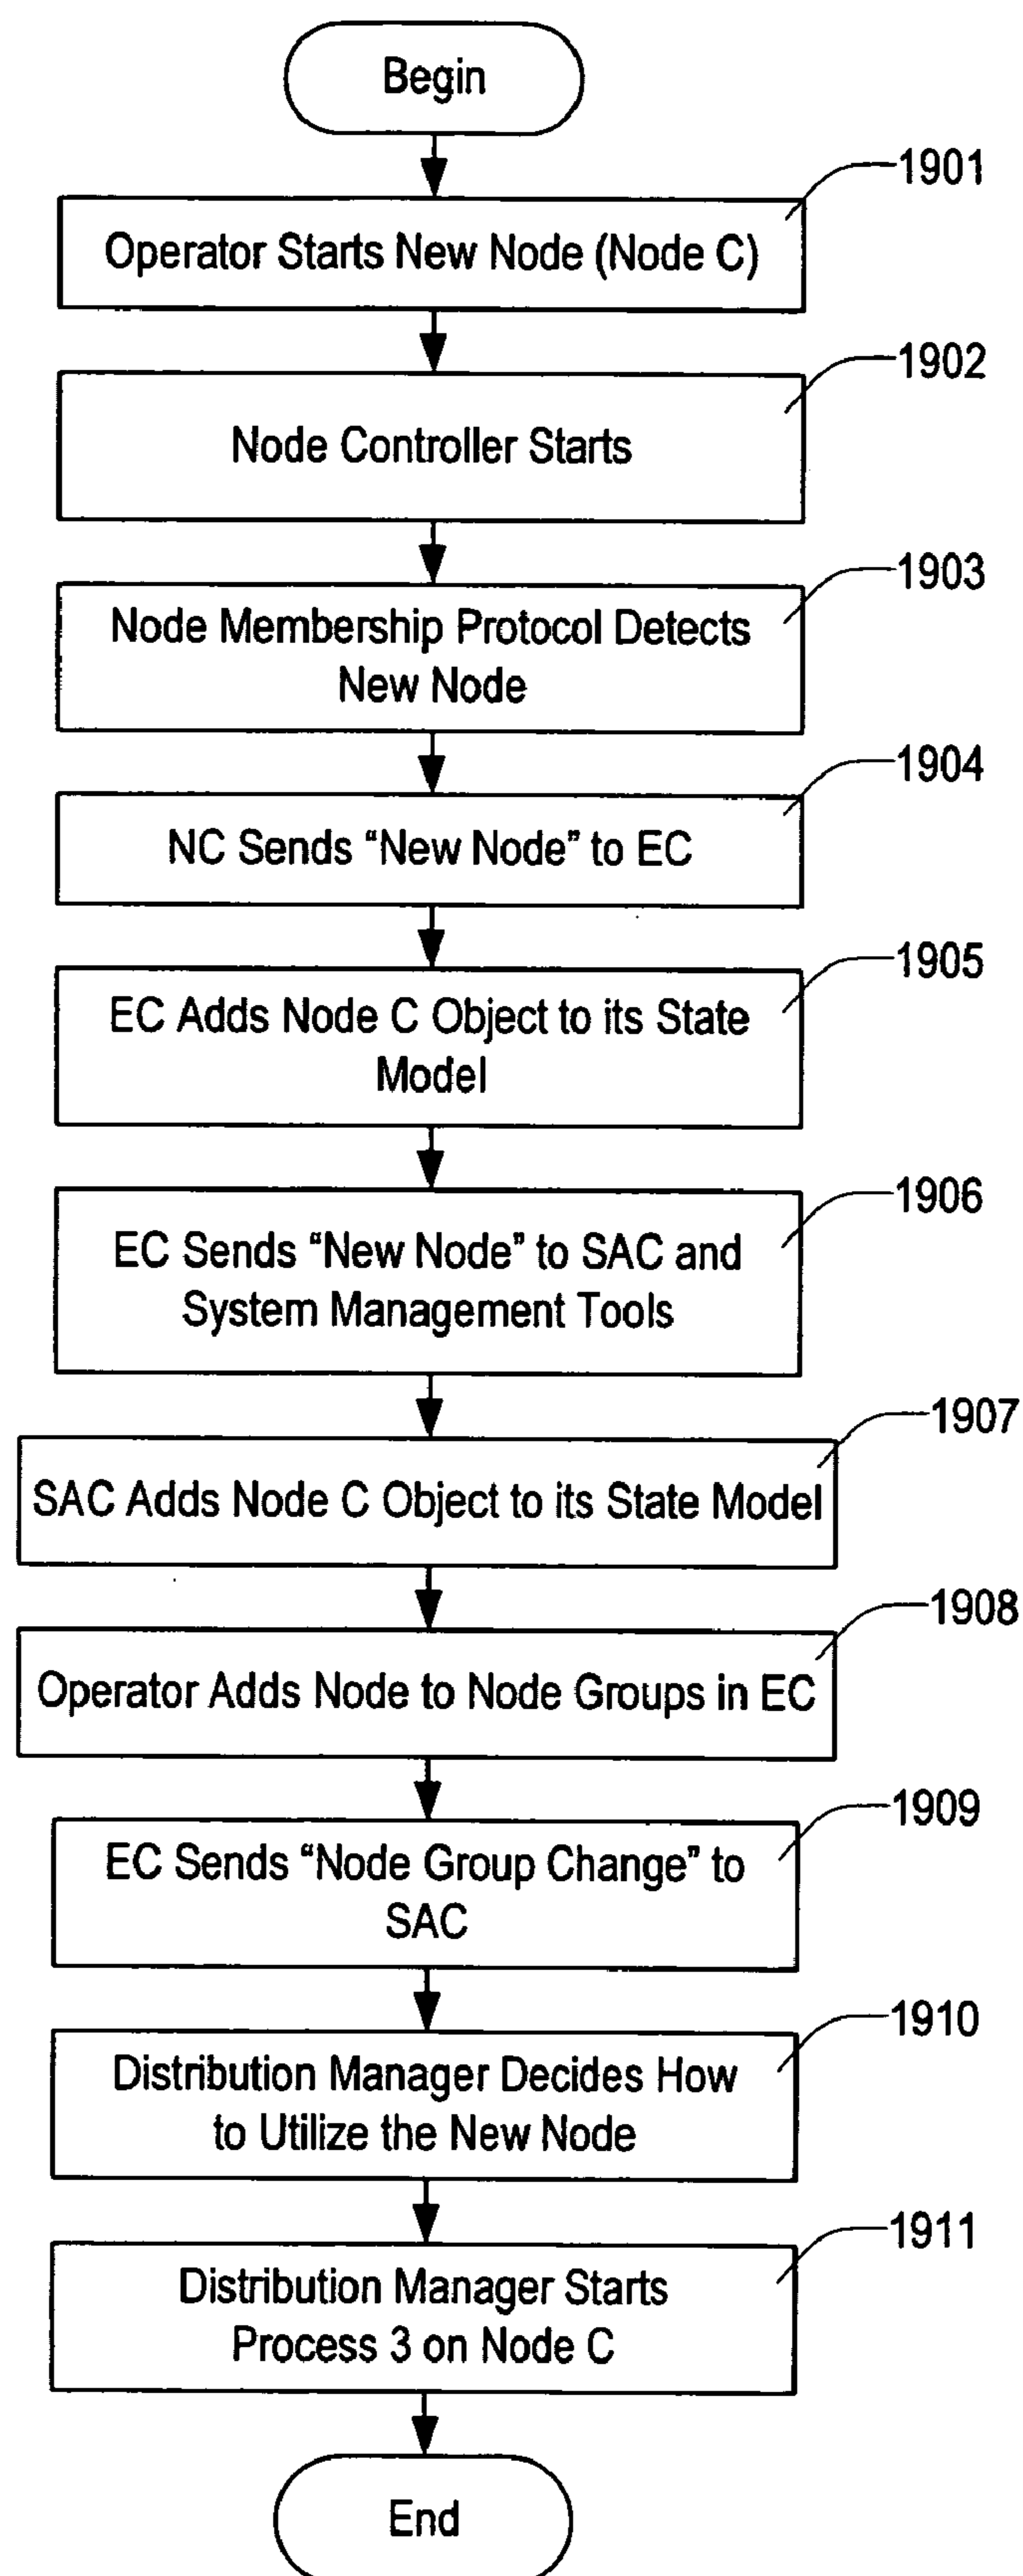 Begin
1901
Operator Starts New Node (Node C)
1902
Node Controller Starts
1903
Node Membership Protocol Detects
New Node
1904
NC Sends “New Node” to EC
1905
EC Adds Node C Object to its State
Model
1906
EC Sends “New Node” to SAC and
System Management Tools
1907
SAC Adds Node C Object to its State Model
1908
Operator Adds Node to Node Groups in EC
1909
EC Sends “Node Group Change” to
SAC
1910
Distribution Manager Decides How
to Utilize the New Node
1911
Distribution Manager Starts
Process 3 on Node C
End